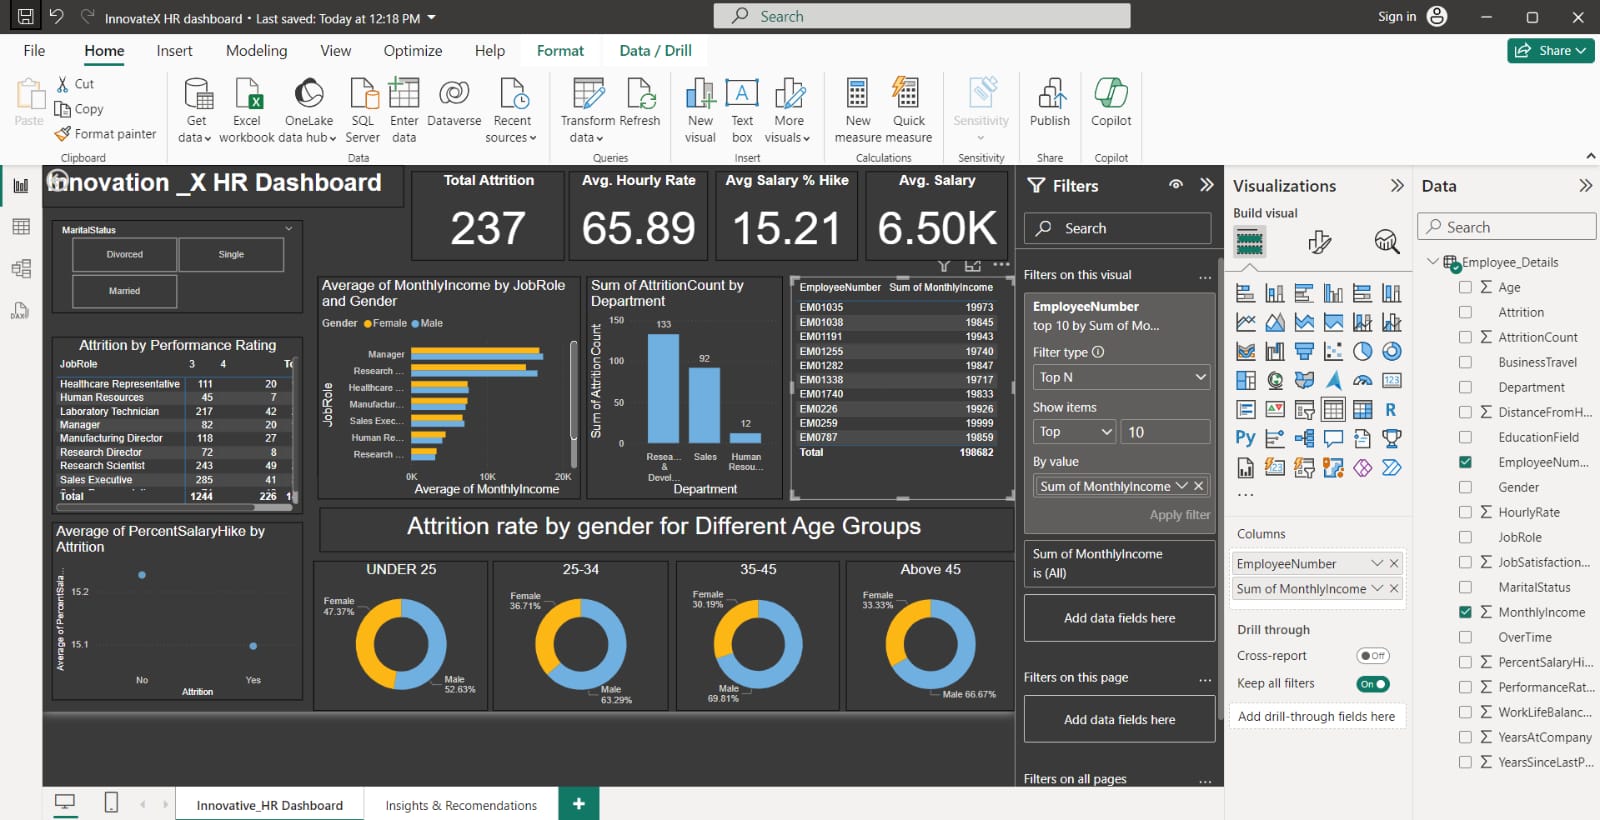 InnovateX HR dashboard • Last saved: Today at 12:18 PM
Search
Sign in
File
Home
Insert
Modeling
View
Optimize
Help
Format
Data / Drill
Share
Paste
Cut
Copy
Format painter
Clipboard
Get
data
Excel
workbook
OneLake
data hub
SQL
Server
Enter
data
Dataverse
Recent
sources
Data
Transform
data
Refresh
Queries
New
visual
Text
box
More
visuals
Insert
New
measure
Quick
measure
Calculations
Sensitivity
Sensitivity
Publish
Share
Copilot
Copilot
Innovation _X HR Dashboard
Total Attrition
237
Avg. Hourly Rate
65.89
Avg Salary % Hike
15.21
Avg. Salary
6.50K
MaritalStatus
Divorced
Single
Married
Attrition by Performance Rating
JobRole 3 4 To
Healthcare Representative 111 20
Human Resources 45 7
Laboratory Technician 217 42
Manager 82 20
Manufacturing Director 118 27
Research Director 72 8
Research Scientist 243 49
Sales Executive 285 41
Total 1244 226 1
Average of MonthlyIncome by JobRole
and Gender
Gender Female Male
JobRole
Manager
Research ...
Healthcare ...
Manufactur...
Sales Exec...
Human Re...
Research ...
0K 10K 20K
Average of MonthlyIncome
Sum of AttritionCount by
Department
Sum of AttritionCount
150
100
50
0
133
92
12
Resea...
&
Devel...
Sales
Human
Resou...
Department
EmployeeNumber Sum of MonthlyIncome
EM01035 19973
EM01038 19845
EM01191 19943
EM01255 19740
EM01282 19847
EM01338 19717
EM01740 19833
EM0226 19926
EM0259 19999
EM0787 19859
Total 198682
Average of PercentSalaryHike by
Attrition
Average of PercentSala...
15.2
15.1
No Yes
Attrition
Attrition rate by gender for Different Age Groups
UNDER 25
Female
47.37%
Male
52.63%
25-34
Female
36.71%
Male
63.29%
35-45
Female
30.19%
Male
69.81%
Above 45
Female
33.33%
Male 66.67%
Filters
Search
Filters on this visual
...
EmployeeNumber
top 10 by Sum of Mo...
Filter type
Top N
Show items
Top
10
By value
Sum of MonthlyIncome
Apply filter
Sum of MonthlyIncome
is (All)
Add data fields here
Filters on this page
...
Add data fields here
Filters on all pages
...
Visualizations
Build visual
123
R
Py
...
Columns
EmployeeNumber
Sum of MonthlyIncome
Drill through
Cross-report
Off
Keep all filters
On
Add drill-through fields here
Data
Search
Employee_Details
Age
Attrition
AttritionCount
BusinessTravel
Department
DistanceFromH...
EducationField
EmployeeNum...
Gender
HourlyRate
JobRole
JobSatisfaction...
MaritalStatus
MonthlyIncome
OverTime
PercentSalaryHi...
PerformanceRat...
WorkLifeBalanc...
YearsAtCompany
YearsSinceLastP...
Innovative_HR Dashboard
Insights & Recomendations
+